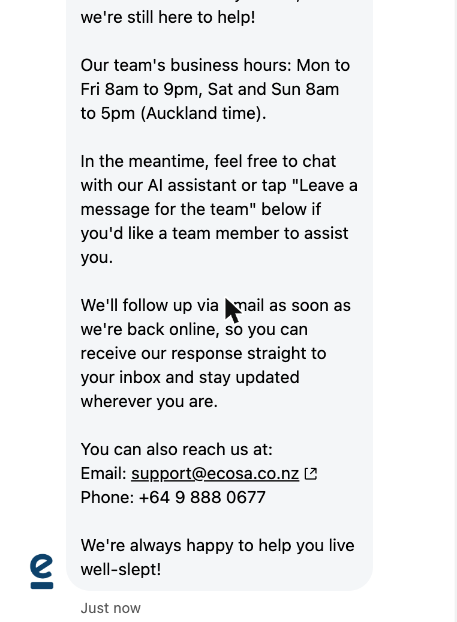 we're still here to help!
Our team's business hours: Mon to
Fri 8am to 9pm, Sat and Sun 8am
to 5pm (Auckland time).
In the meantime, feel free to chat
with our AI assistant or tap "Leave a
message for the team" below if
you'd like a team member to assist
you.
We'll follow up via as soon as
we're back online, so you can
receive our response straight to
your inbox and stay updated
wherever you are.
You can also reach us at:
Email: support@ecosa.co.nz
Phone: +64 9 888 0677
We're always happy to help you live
well-slept!
e
Just now